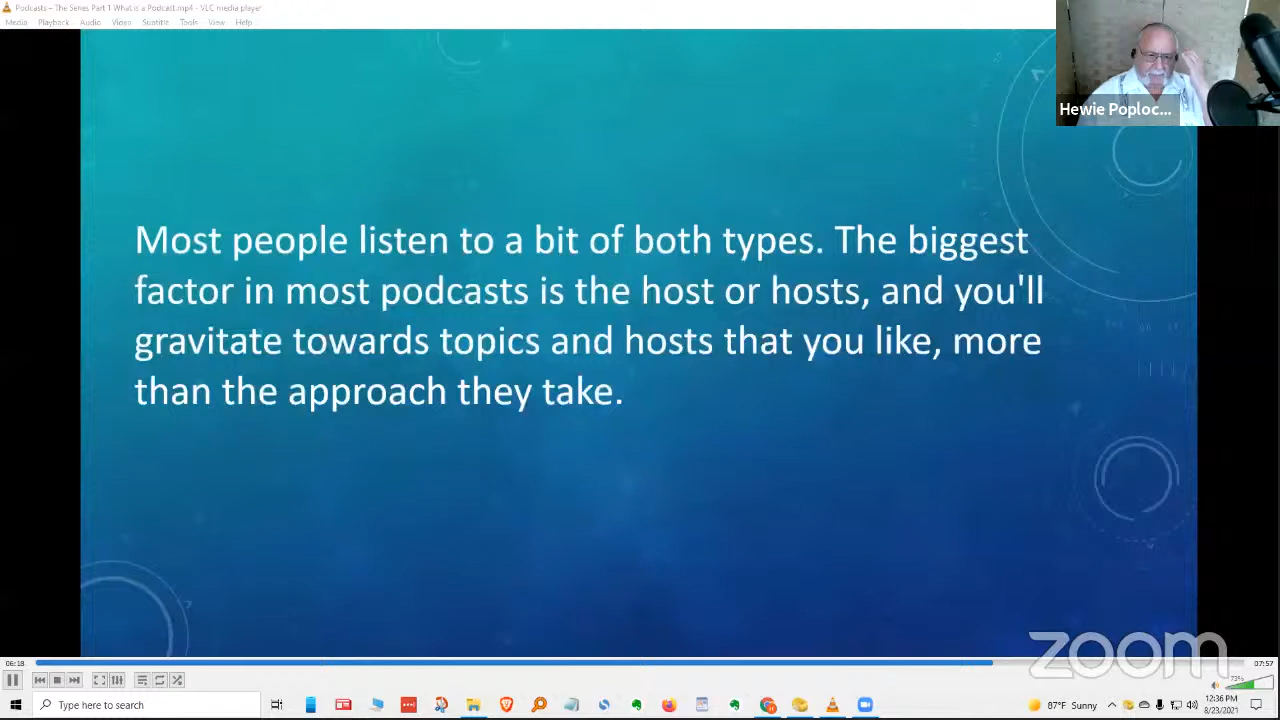 Podcasts – The Series Part 1 What is a Podcast.mp4 - VLC media player
Media Playback Audio Video Subtitle Tools View Help
Hewie Poploc...
Most people listen to a bit of both types. The biggest
factor in most podcasts is the host or hosts, and you'll
gravitate towards topics and hosts that you like, more
than the approach they take.
zoom
06:18
07:57
73%
Type here to search
87°F Sunny
12:36 PM
8/23/2021